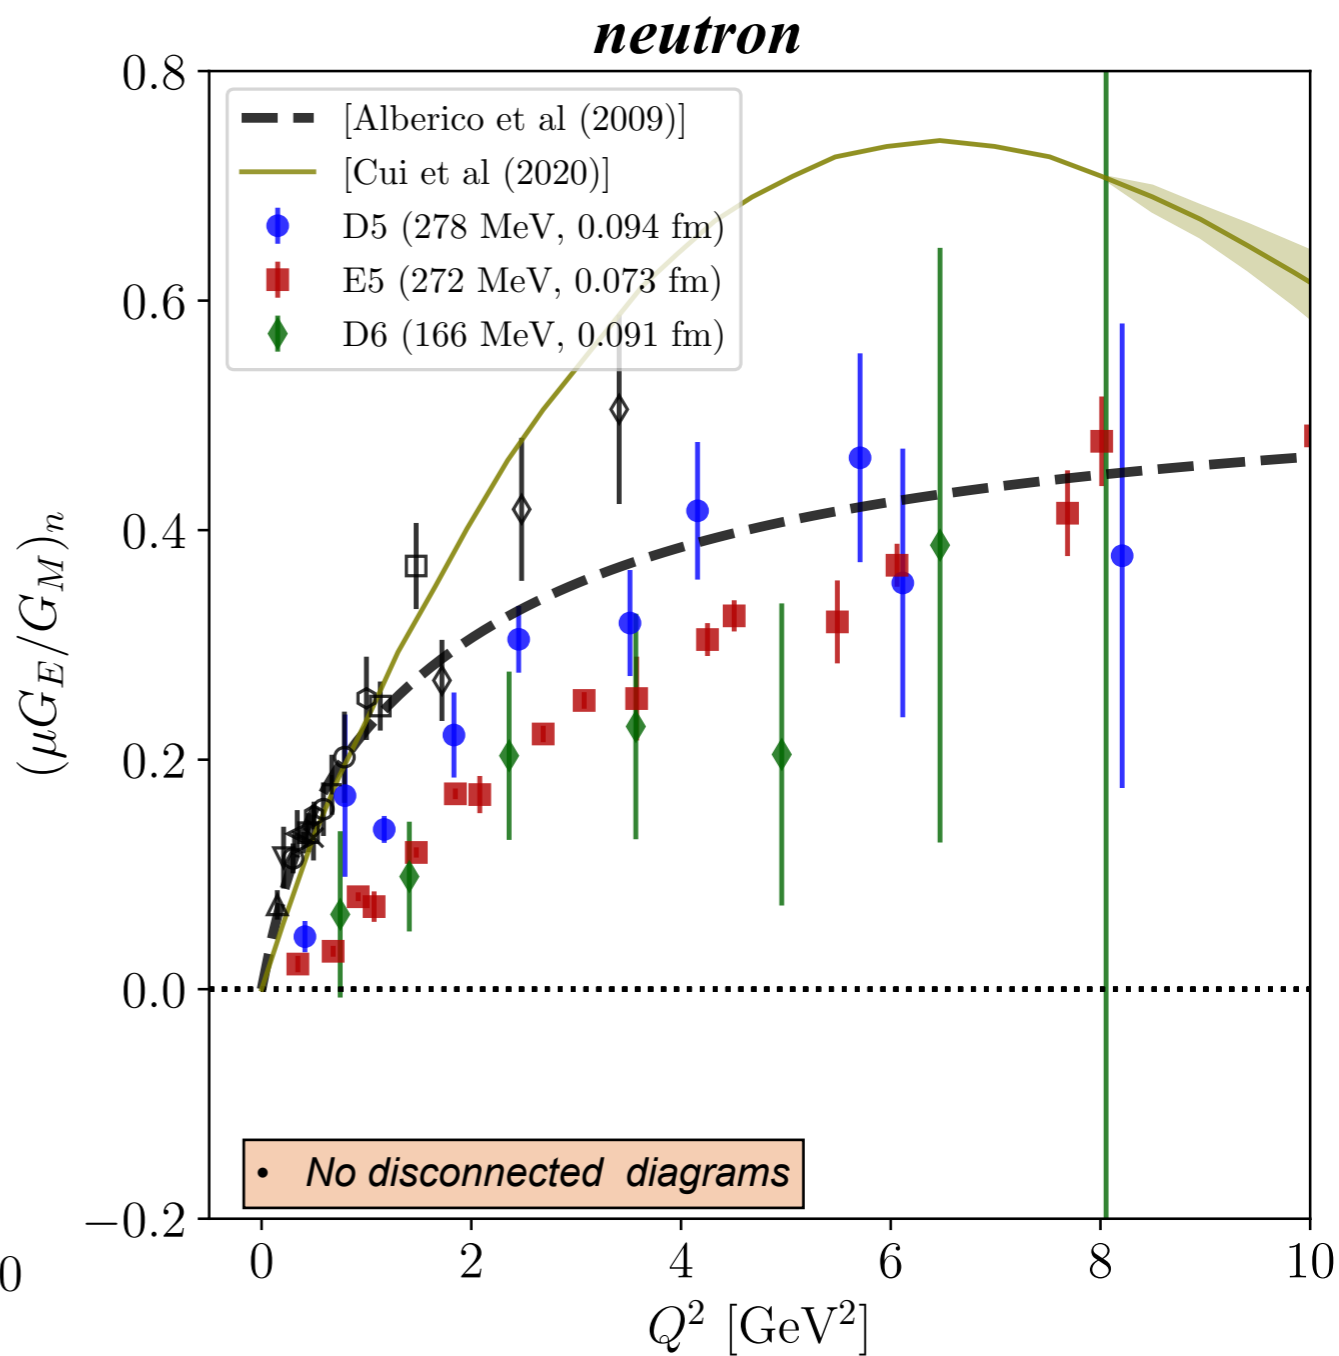 neutron
[Alberico et al (2009)]
[Cui et al (2020)]
D5 (278 MeV, 0.094 fm)
E5 (272 MeV, 0.073 fm)
D6 (166 MeV, 0.091 fm)
0.8
0.6
0.4
0.2
0.0
−0.2
(μG_E/G_M)_n
• No disconnected diagrams
0
0 2 4 6 8 10
Q² [GeV²]